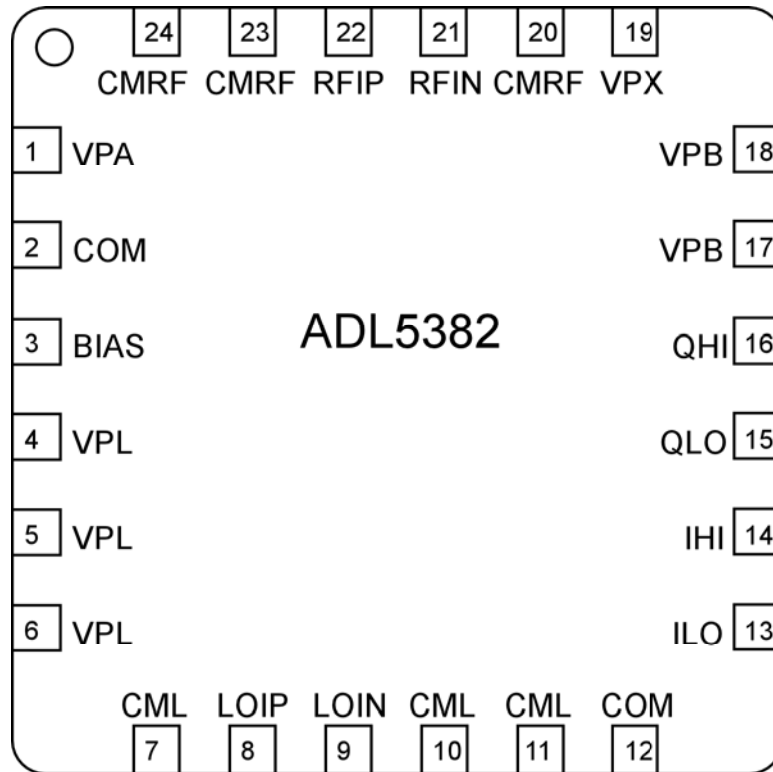 24 23 22 21 20 19
CMRF CMRF RFIP RFIN CMRF VPX
1 VPA VPB 18
2 COM VPB 17
3 BIAS ADL5382 QHI 16
4 VPL QLO 15
5 VPL IHI 14
6 VPL ILO 13
CML LOIP LOIN CML CML COM
7 8 9 10 11 12